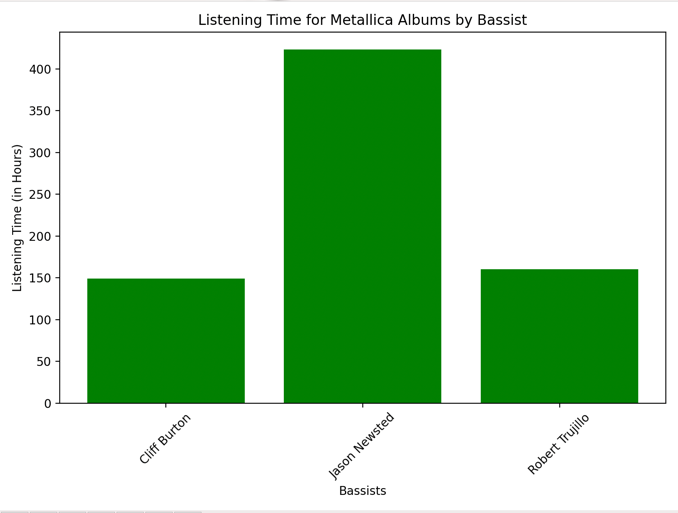 Listening Time for Metallica Albums by Bassist
Listening Time (in Hours)
400
350
300
250
200
150
100
50
0
Cliff Burton
Jason Newsted
Robert Trujillo
Bassists